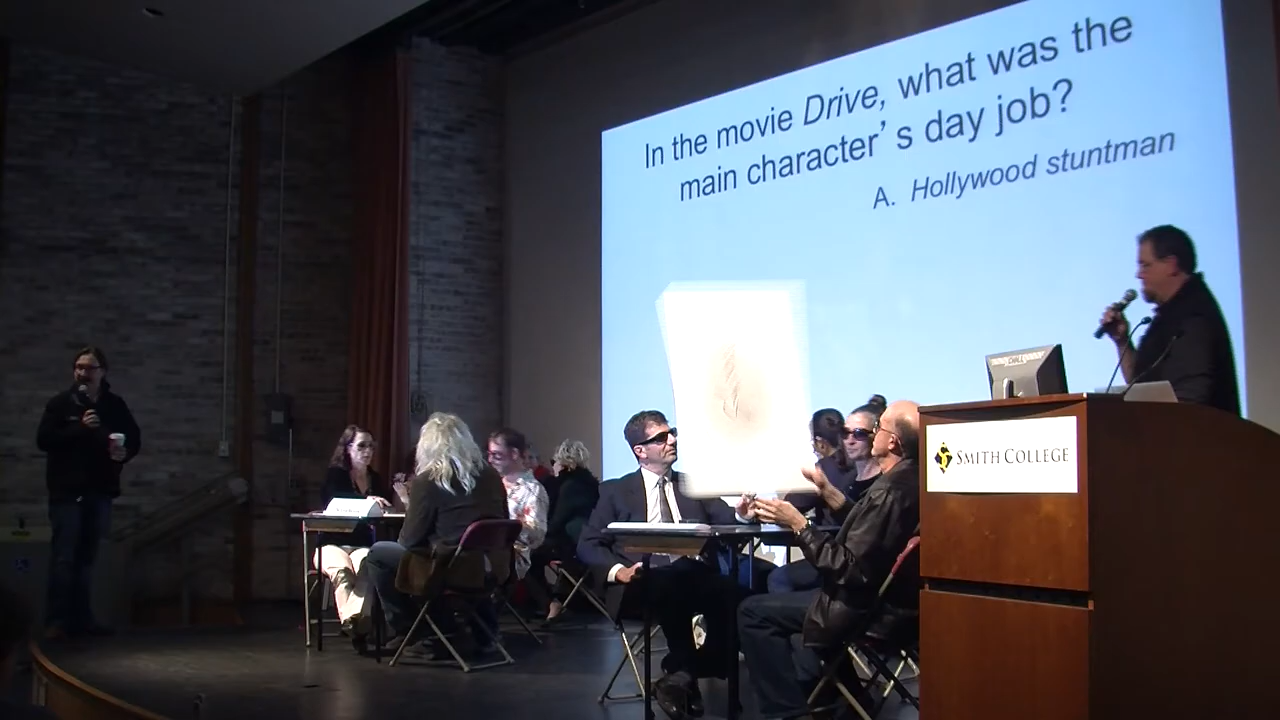 In the movie Drive, what was the
main character's day job?
A. Hollywood stuntman
SMITH COLLEGE